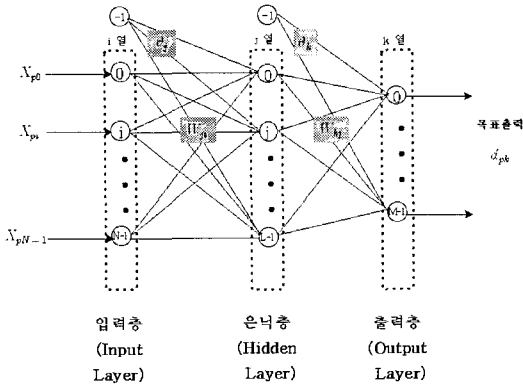 -1
-1
i 열
θj
j 열
θk
k 열
Xp0
0
0
0
Xpi
i
j
Wji
Wkj
목표출력
dpk
XpN-1
N-1
L-1
M-1
입력층
(Input
Layer)
은닉층
(Hidden
Layer)
출력층
(Output
Layer)